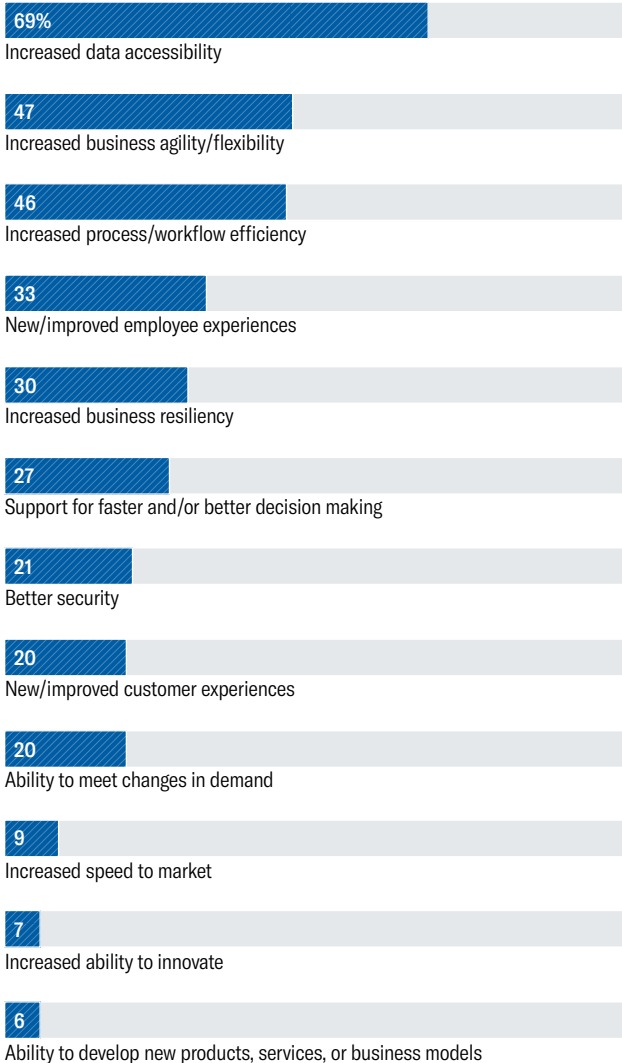 69%
Increased data accessibility
47
Increased business agility/flexibility
46
Increased process/workflow efficiency
33
New/improved employee experiences
30
Increased business resiliency
27
Support for faster and/or better decision making
21
Better security
20
New/improved customer experiences
20
Ability to meet changes in demand
9
Increased speed to market
7
Increased ability to innovate
6
Ability to develop new products, services, or business models